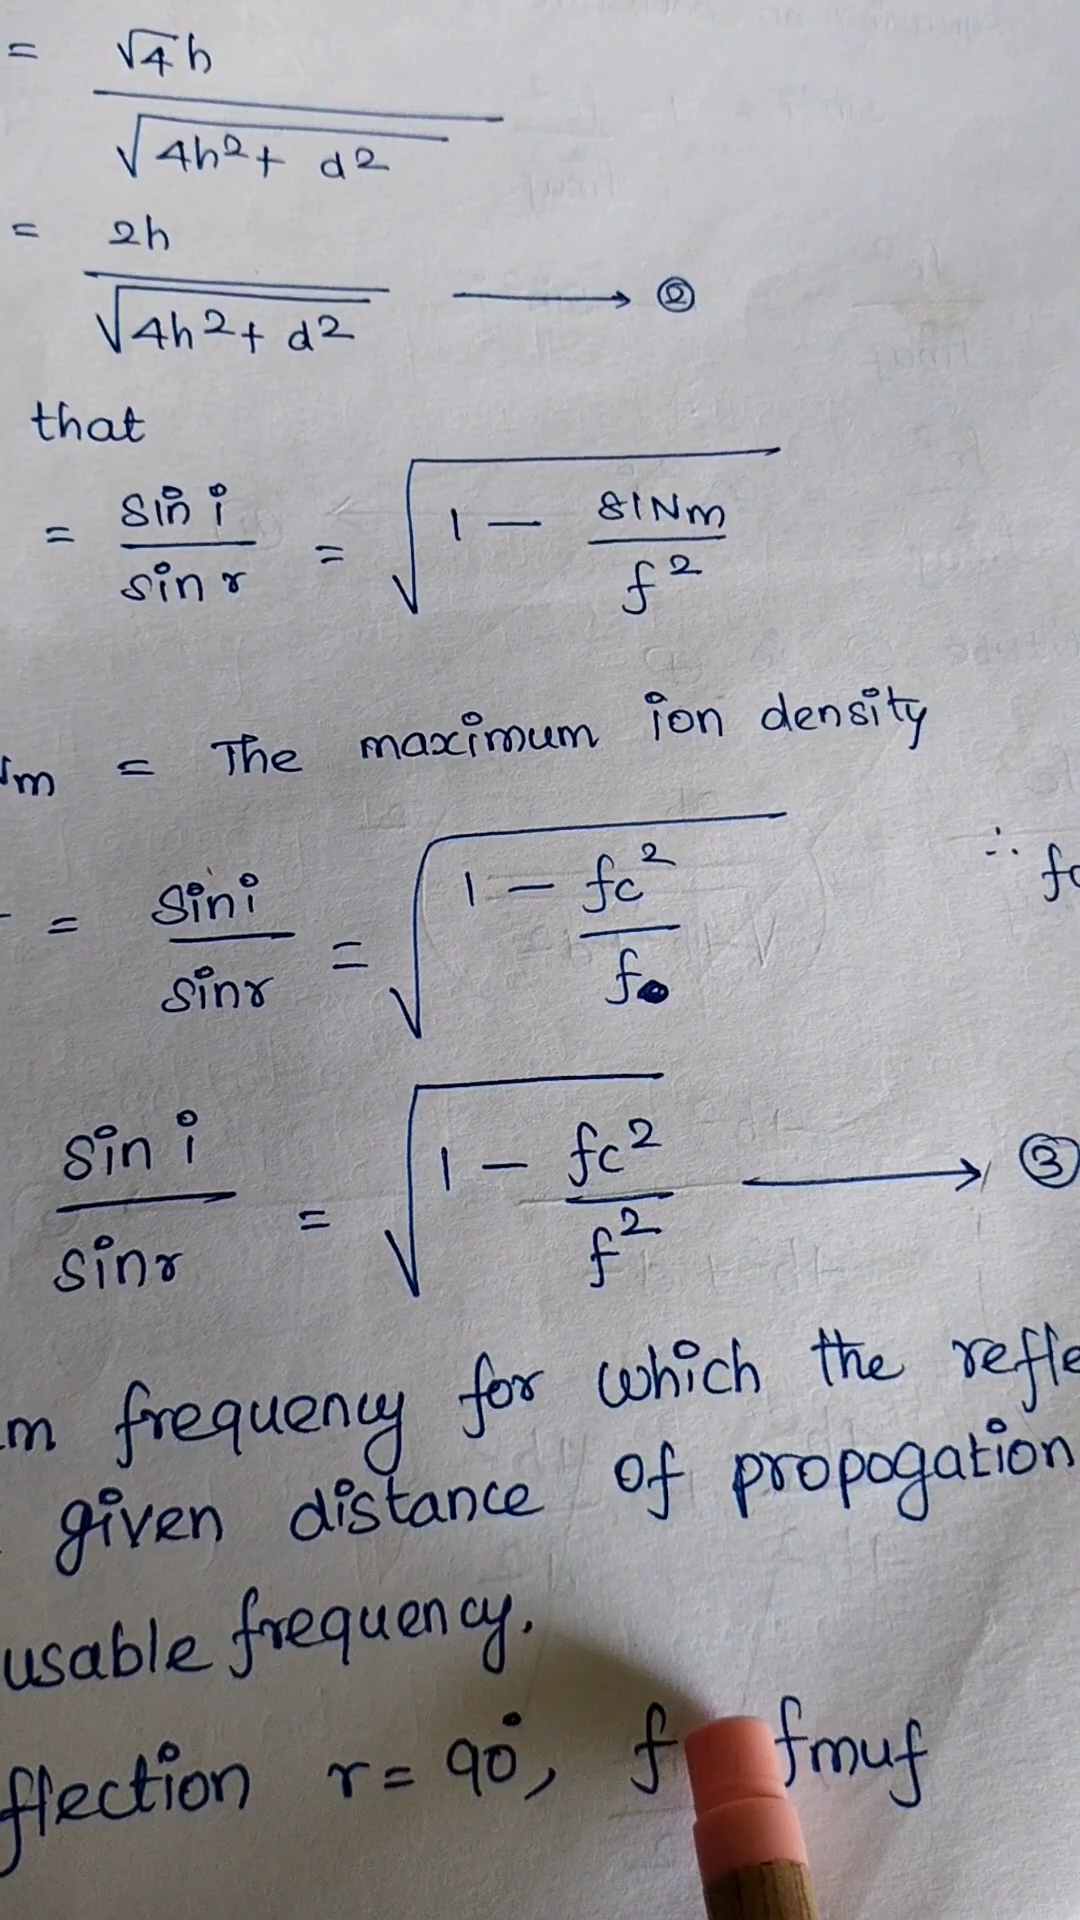 = √4h
√4h²+ d²
= 2h
√4h²+ d² → ②
that
= sin i / sin r = √1 - 81Nm / f²
m = The maximum ion density
= sin i / sin r = √1 - fc² / f
∴ fc
sin i / sin r = √1 - fc² / f² → ③
m frequency for which the refle
given distance of propogation
usable frequency.
flection r = 90°, f fmuf